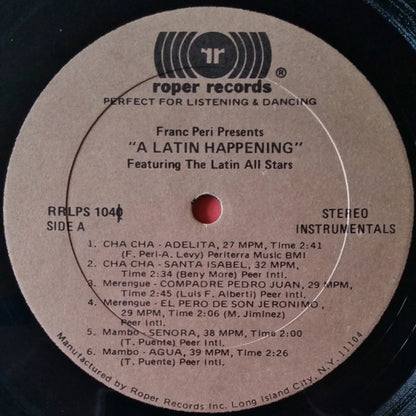 rr
roper records ®
PERFECT FOR LISTENING & DANCING
Franc Peri Presents
"A LATIN HAPPENING"
Featuring The Latin All Stars
RRLPS 1041
SIDE A
STEREO
INSTRUMENTALS
1. CHA CHA - ADELITA, 27 MPM, Time 2:41
(F. Peri-A. Levy) Periterra Music BMI
2. CHA CHA - SANTA ISABEL, 32 MPM,
Time 2:34 (Beny More) Peer Intl.
3. Merengue - COMPADRE PEDRO JUAN, 29 MPM,
Time 2:45 (Luis F. Alberti) Peer Intl.
4. Merengue - EL PERO DE SON JERONIMO,
29 MPM, Time 2:06 (M. Jiminez)
Peer Intl.
5. Mambo - SENORA, 38 MPM, Time 2:00
(T. Puente) Peer Intl.
6. Mambo - AGUA, 39 MPM, Time 2:26
(T. Puente) Peer Intl.
Manufactured by Roper Records Inc. Long Island City, N.Y. 11104